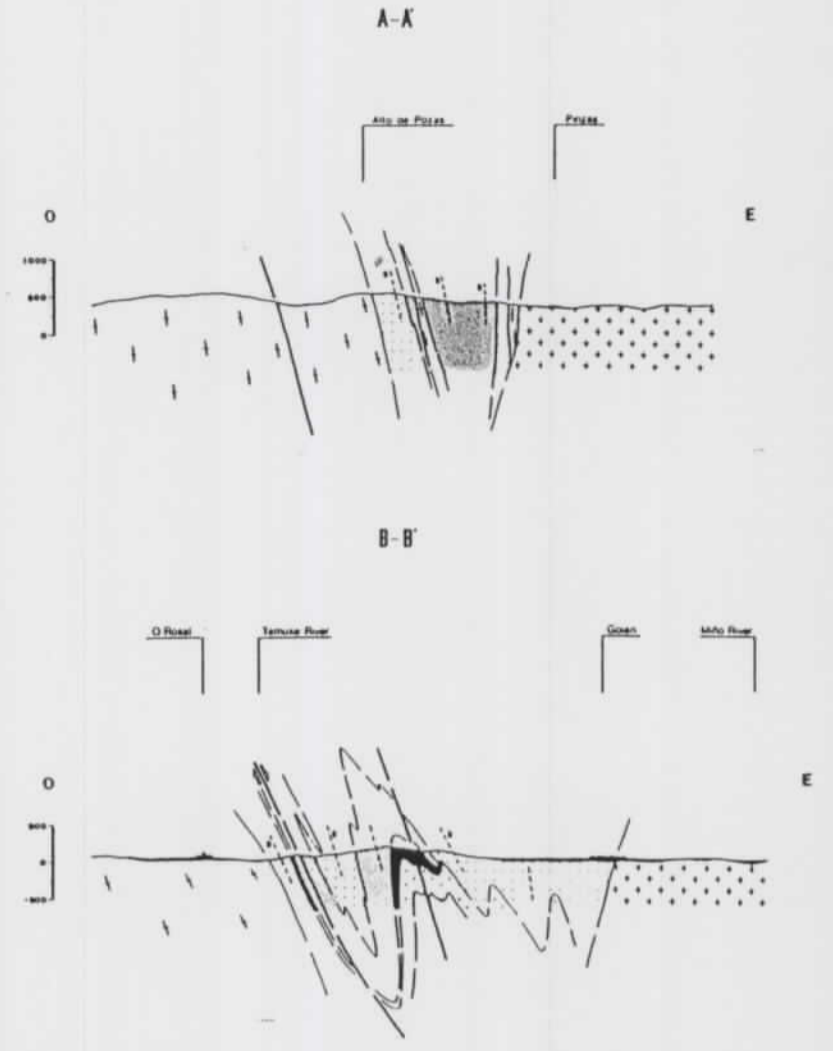 A-A'
Alto de Pozas
Pinzas
O
E
1000
500
0
B-B'
O Rosal
Tamuxe River
Goian
Miño River
O
E
500
0
-500